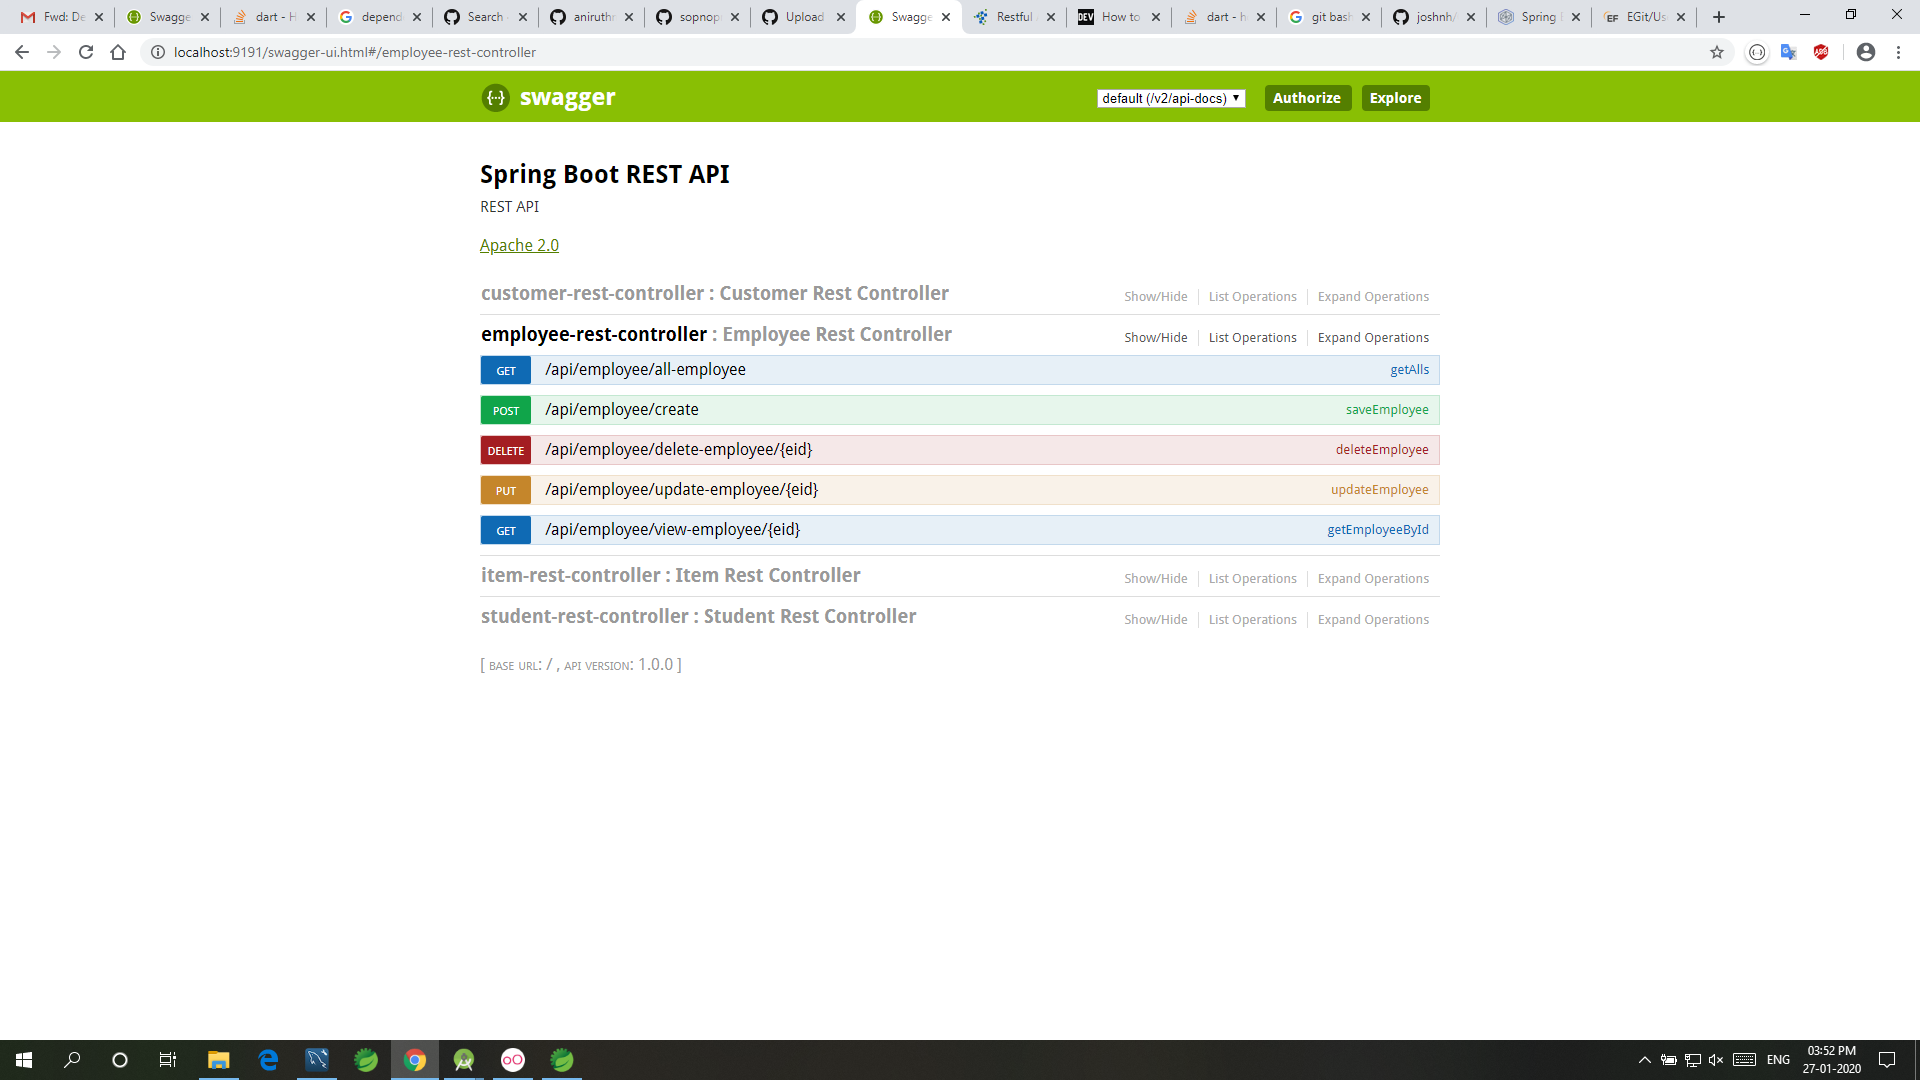 Fwd: De
Swagge
dart - H
depend
Search
aniruthr
sopnop
Upload
Swagge
Restful
DEV How to
dart - h
git bash
joshnh/
Spring
EF EGit/Us
localhost:9191/swagger-ui.html#/employee-rest-controller
{··} swagger default (/v2/api-docs) Authorize Explore
Spring Boot REST API
REST API
Apache 2.0
customer-rest-controller : Customer Rest Controller Show/Hide List Operations Expand Operations
employee-rest-controller : Employee Rest Controller Show/Hide List Operations Expand Operations
GET /api/employee/all-employee getAlls
POST /api/employee/create saveEmployee
DELETE /api/employee/delete-employee/{eid} deleteEmployee
PUT /api/employee/update-employee/{eid} updateEmployee
GET /api/employee/view-employee/{eid} getEmployeeById
item-rest-controller : Item Rest Controller Show/Hide List Operations Expand Operations
student-rest-controller : Student Rest Controller Show/Hide List Operations Expand Operations
[ BASE URL: / , API VERSION: 1.0.0 ]
ENG 03:52 PM
27-01-2020